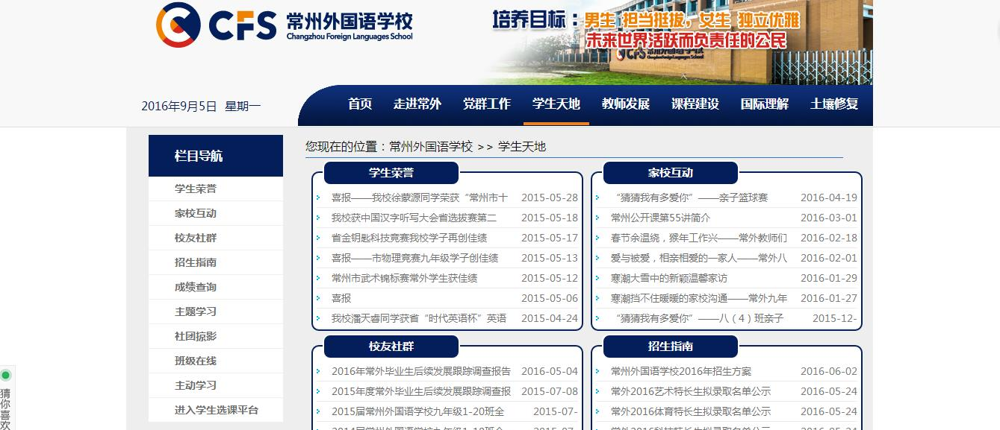 CFS 常州外国语学校
Changzhou Foreign Languages School
培养目标：男生 担当挺拔，女生 独立优雅
未来世界活跃而负责任的公民
CFS 常州外国语学校
2016年9月5日 星期一
首页 走进常外 党群工作 学生天地 教师发展 课程建设 国际理解 土壤修复
栏目导航
学生荣誉
家校互动
校友社群
招生指南
成绩查询
主题学习
社团掠影
班级在线
主动学习
进入学生选课平台
您现在的位置：常州外国语学校 >> 学生天地
学生荣誉
喜报——我校徐蒙源同学荣获“常州市十 2015-05-28
我校获中国汉字听写大会省选拔赛第二 2015-05-18
省金钥匙科技竞赛我校学子再创佳绩 2015-05-17
喜报——市物理竞赛九年级学子创佳绩 2015-05-13
常州市武术锦标赛常外学生获佳绩 2015-05-12
喜报 2015-05-06
我校潘天睿同学获省“时代英语杯”英语 2015-04-24
家校互动
“猜猜我有多爱你”——亲子篮球赛 2016-04-19
常州公开课第55讲简介 2016-03-01
春节余温绕，猴年工作兴——常外教师们 2016-02-18
爱与被爱，相亲相爱的一家人——常外八 2016-02-01
寒潮大雪中的新颖温馨家访 2016-01-29
寒潮挡不住暖暖的家校沟通——常外九年 2016-01-27
“猜猜我有多爱你”——八（4）班亲子 2015-12-
校友社群
2016年常外毕业生后续发展跟踪调查报告 2016-05-04
2015年度常外毕业生后续发展跟踪调查报 2015-07-08
2015届常州外国语学校九年级1-20班全 2015-07-
招生指南
常州外国语学校2016年招生方案 2016-06-02
常外2016艺术特长生拟录取名单公示 2016-05-24
常外2016体育特长生拟录取名单公示 2016-05-24
猜你喜欢